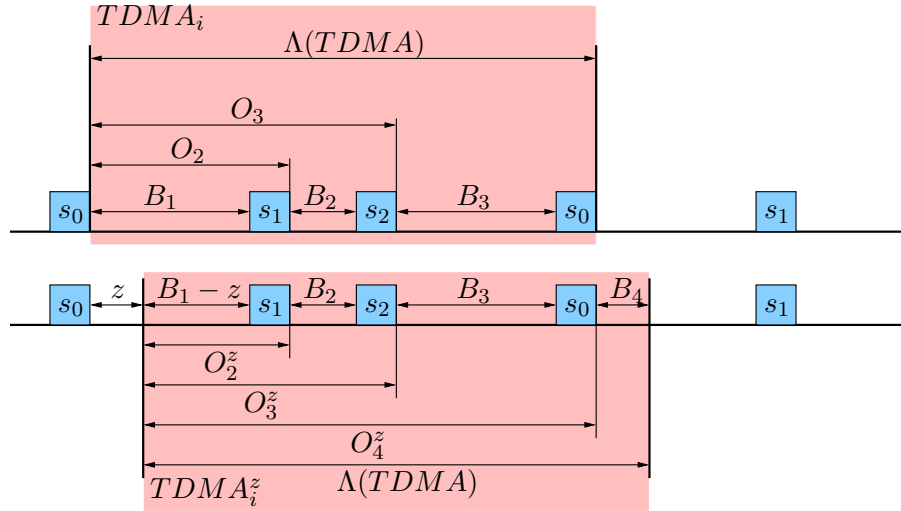 TDMA_i
Λ(TDMA)
O_3
O_2
s_0 B_1 s_1 B_2 s_2 B_3 s_0 s_1
s_0 z B_1 − z s_1 B_2 s_2 B_3 s_0 B_4 s_1
O_2^z
O_3^z
O_4^z
TDMA_i^z Λ(TDMA)